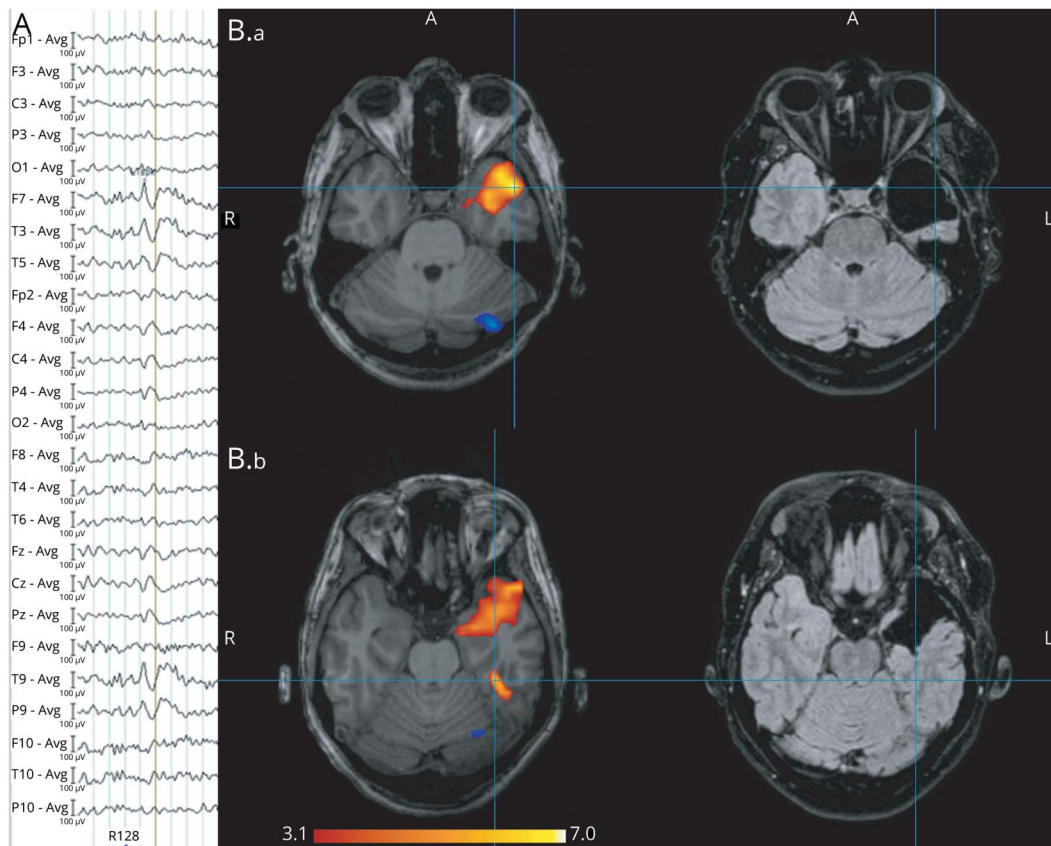 A
Fp1 - Avg
100 µV
F3 - Avg
100 µV
C3 - Avg
100 µV
P3 - Avg
100 µV
O1 - Avg
100 µV
F7 - Avg
100 µV
T3 - Avg
100 µV
T5 - Avg
100 µV
Fp2 - Avg
100 µV
F4 - Avg
100 µV
C4 - Avg
100 µV
P4 - Avg
100 µV
O2 - Avg
100 µV
F8 - Avg
100 µV
T4 - Avg
100 µV
T6 - Avg
100 µV
Fz - Avg
100 µV
Cz - Avg
100 µV
Pz - Avg
100 µV
F9 - Avg
100 µV
T9 - Avg
100 µV
P9 - Avg
100 µV
F10 - Avg
100 µV
T10 - Avg
100 µV
P10 - Avg
100 µV
R128
B.a
A
A
R
L
B.b
R
L
3.1
7.0